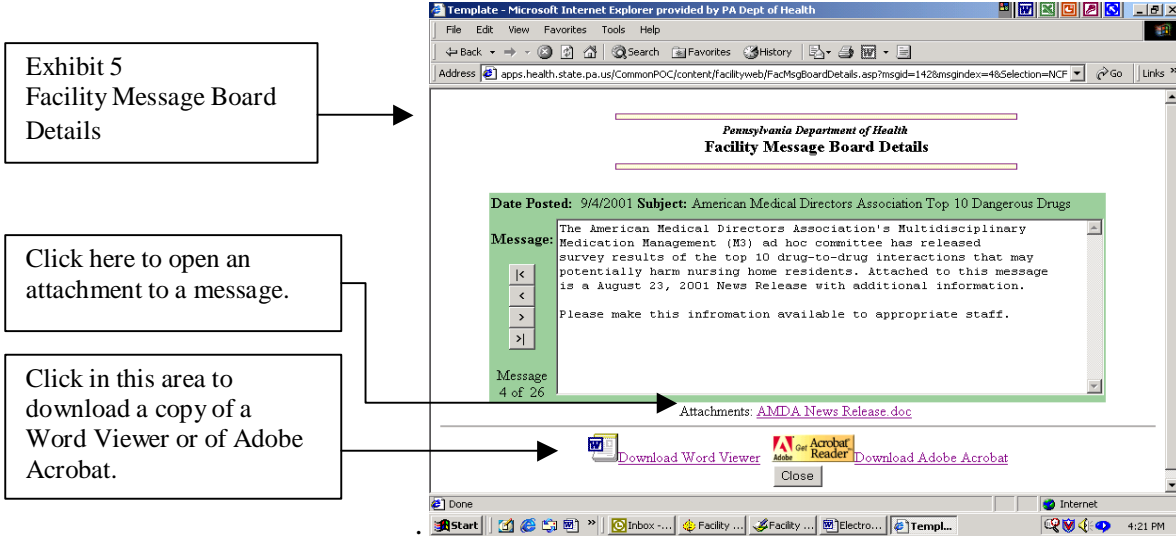 Exhibit 5
Facility Message Board
Details
Click here to open an
attachment to a message.
Click in this area to
download a copy of a
Word Viewer or of Adobe
Acrobat.
.
Template - Microsoft Internet Explorer provided by PA Dept of Health
File Edit View Favorites Tools Help
Back Search Favorites History
Address apps.health.state.pa.us/CommonPOC/content/facilityweb/FacMsgBoardDetails.asp?msgid=142&msgindex=4&Selection=NCF Go Links »
Pennsylvania Department of Health
Facility Message Board Details
Date Posted: 9/4/2001 Subject: American Medical Directors Association Top 10 Dangerous Drugs
Message:
The American Medical Directors Association's Multidisciplinary
Medication Management (M3) ad hoc committee has released
survey results of the top 10 drug-to-drug interactions that may
potentially harm nursing home residents. Attached to this message
is a August 23, 2001 News Release with additional information.
Please make this infromation available to appropriate staff.
|<
<
>
>|
Message
4 of 26
Attachments: AMDA News Release.doc
Download Word Viewer Adobe Get Acrobat Reader Download Adobe Acrobat
Close
Done Internet
Start » Inbox -... Facility ... Facility ... Electro... Templ... 4:21 PM